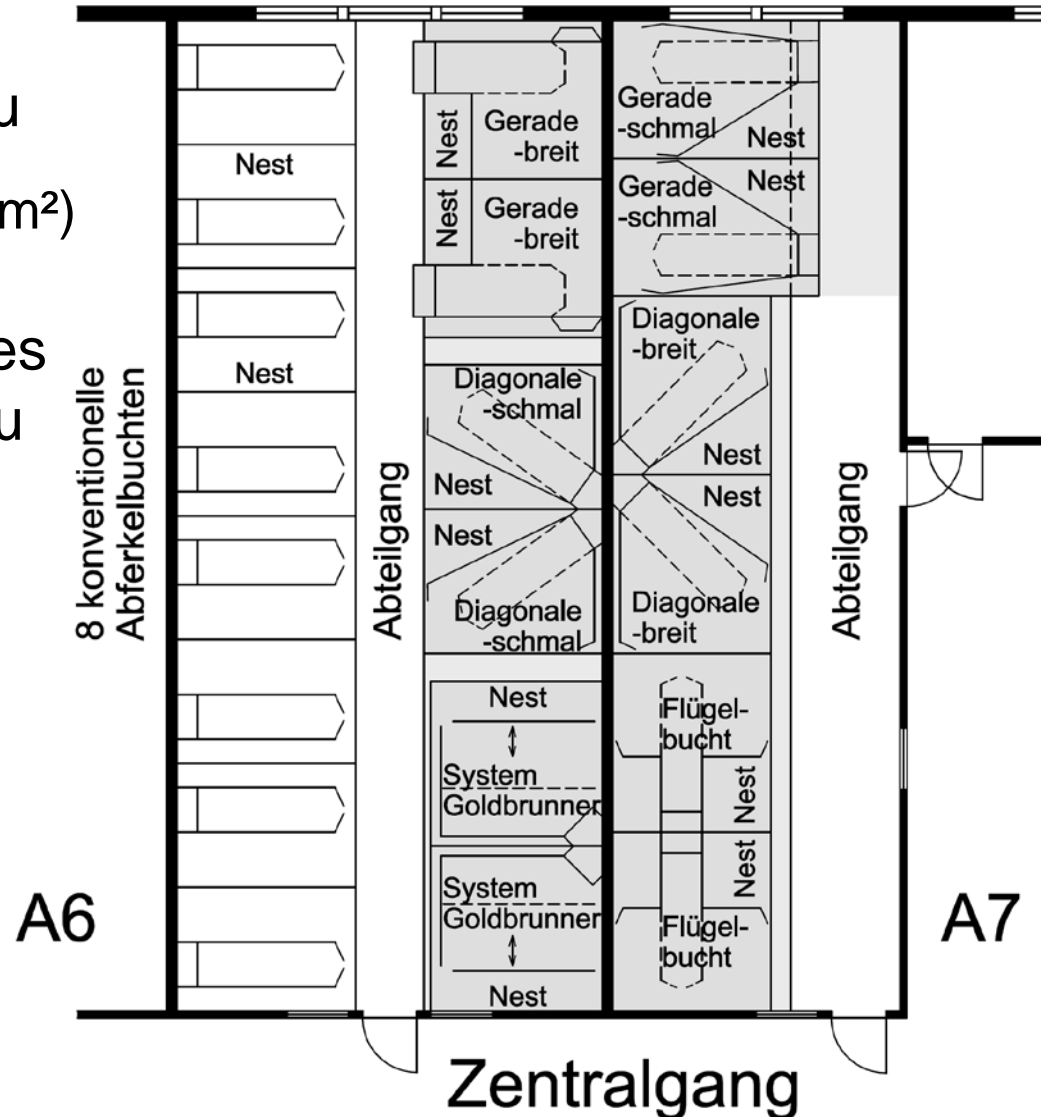 u
m²)
es
u
8 konventionelle
Abferkelbuchten
Nest
Nest
Abteilgang
Nest
Gerade
-breit
Nest
Gerade
-breit
Diagonale
-schmal
Nest
Nest
Diagonale
-schmal
Nest
System
Goldbrunner
System
Goldbrunner
Nest
Gerade
-schmal
Nest
Gerade
-schmal
Nest
Diagonale
-breit
Nest
Nest
Diagonale
-breit
Flügel-
bucht
Nest
Nest
Flügel-
bucht
Abteilgang
A6
A7
Zentralgang